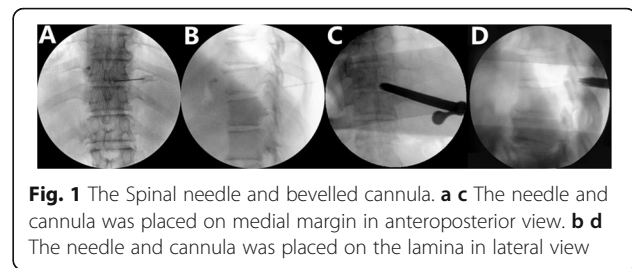 A B C D
Fig. 1 The Spinal needle and bevelled cannula. a c The needle and
cannula was placed on medial margin in anteroposterior view. b d
The needle and cannula was placed on the lamina in lateral view